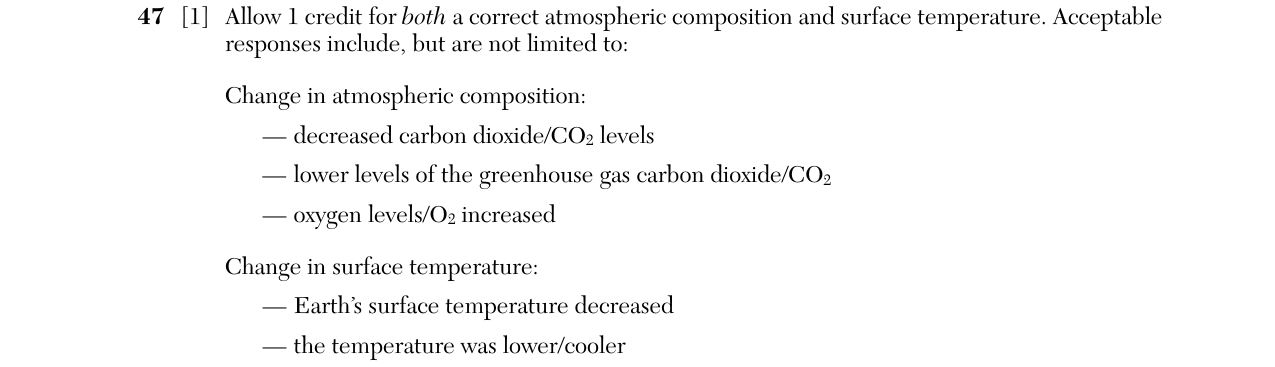 47 [1] Allow 1 credit for both a correct atmospheric composition and surface temperature. Acceptable
responses include, but are not limited to:
Change in atmospheric composition:
— decreased carbon dioxide/CO₂ levels
— lower levels of the greenhouse gas carbon dioxide/CO₂
— oxygen levels/O₂ increased
Change in surface temperature:
— Earth’s surface temperature decreased
— the temperature was lower/cooler